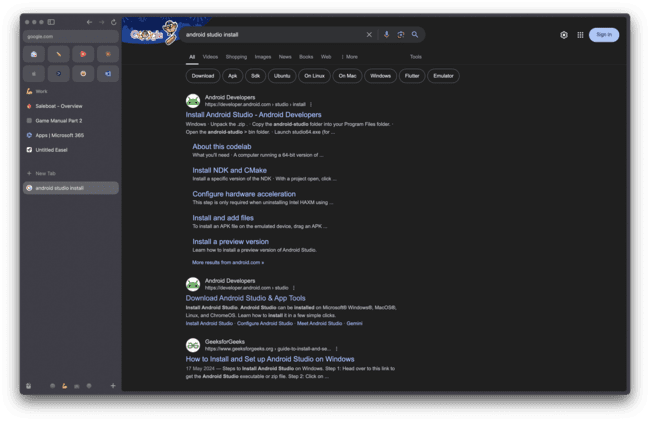 google.com
Work
Saleboat – Overview
Game Manual Part 2
Apps | Microsoft 365
Untitled Easel
New Tab
android studio install
Google
android studio install
Sign in
All Videos Shopping Images News Books Web More Tools
Download Apk Sdk Ubuntu On Linux On Mac Windows Flutter Emulator
Android Developers
https://developer.android.com › studio › install
Install Android Studio - Android Developers
Windows · Unpack the .zip . · Copy the android-studio folder into your Program Files folder. ·
Open the android-studio > bin folder. · Launch studio64.exe (for ...
About this codelab
What you'll need · A computer running a 64-bit version of ...
Install NDK and CMake
Install a specific version of the NDK · With a project open, click ...
Configure hardware acceleration
This step is only required when uninstalling Intel HAXM using ...
Install and add files
To install an APK file on the emulated device, drag an APK ...
Install a preview version
Learn how to install a preview version of Android Studio.
More results from android.com »
Android Developers
https://developer.android.com › studio
Download Android Studio & App Tools
Install Android Studio. Android Studio can be installed on Microsoft® Windows®, MacOS®,
Linux, and ChromeOS. Learn how to install it in a few simple clicks.
Install Android Studio · Configure Android Studio · Meet Android Studio · Gemini
GeeksforGeeks
https://www.geeksforgeeks.org › guide-to-install-and-se...
How to Install and Set up Android Studio on Windows
17 May 2024 — Steps to Install Android Studio on Windows. Step 1: Head over to this link to
get the Android Studio executable or zip file. Step 2: Click on ...